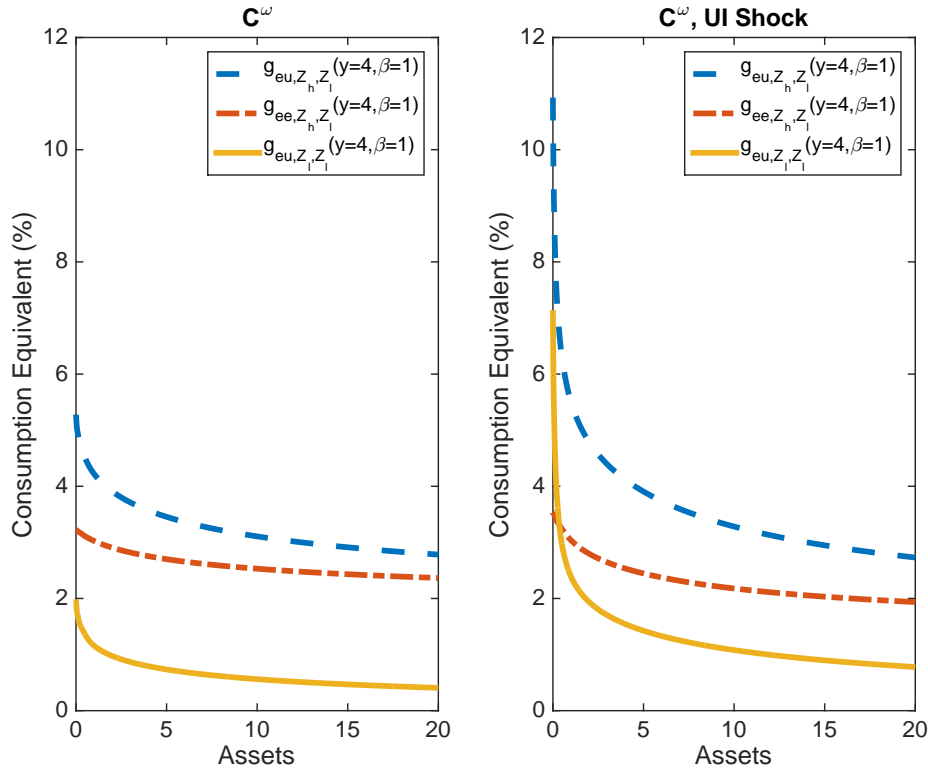 C^ω
12
10
8
6
4
2
0
Consumption Equivalent (%)
g_{eu,Z_h,Z_l}(y=4,β=1)
g_{ee,Z_h,Z_l}(y=4,β=1)
g_{eu,Z_l,Z_l}(y=4,β=1)
0 5 10 15 20
Assets
C^ω, UI Shock
12
10
8
6
4
2
0
Consumption Equivalent (%)
g_{eu,Z_h,Z_l}(y=4,β=1)
g_{ee,Z_h,Z_l}(y=4,β=1)
g_{eu,Z_l,Z_l}(y=4,β=1)
0 5 10 15 20
Assets